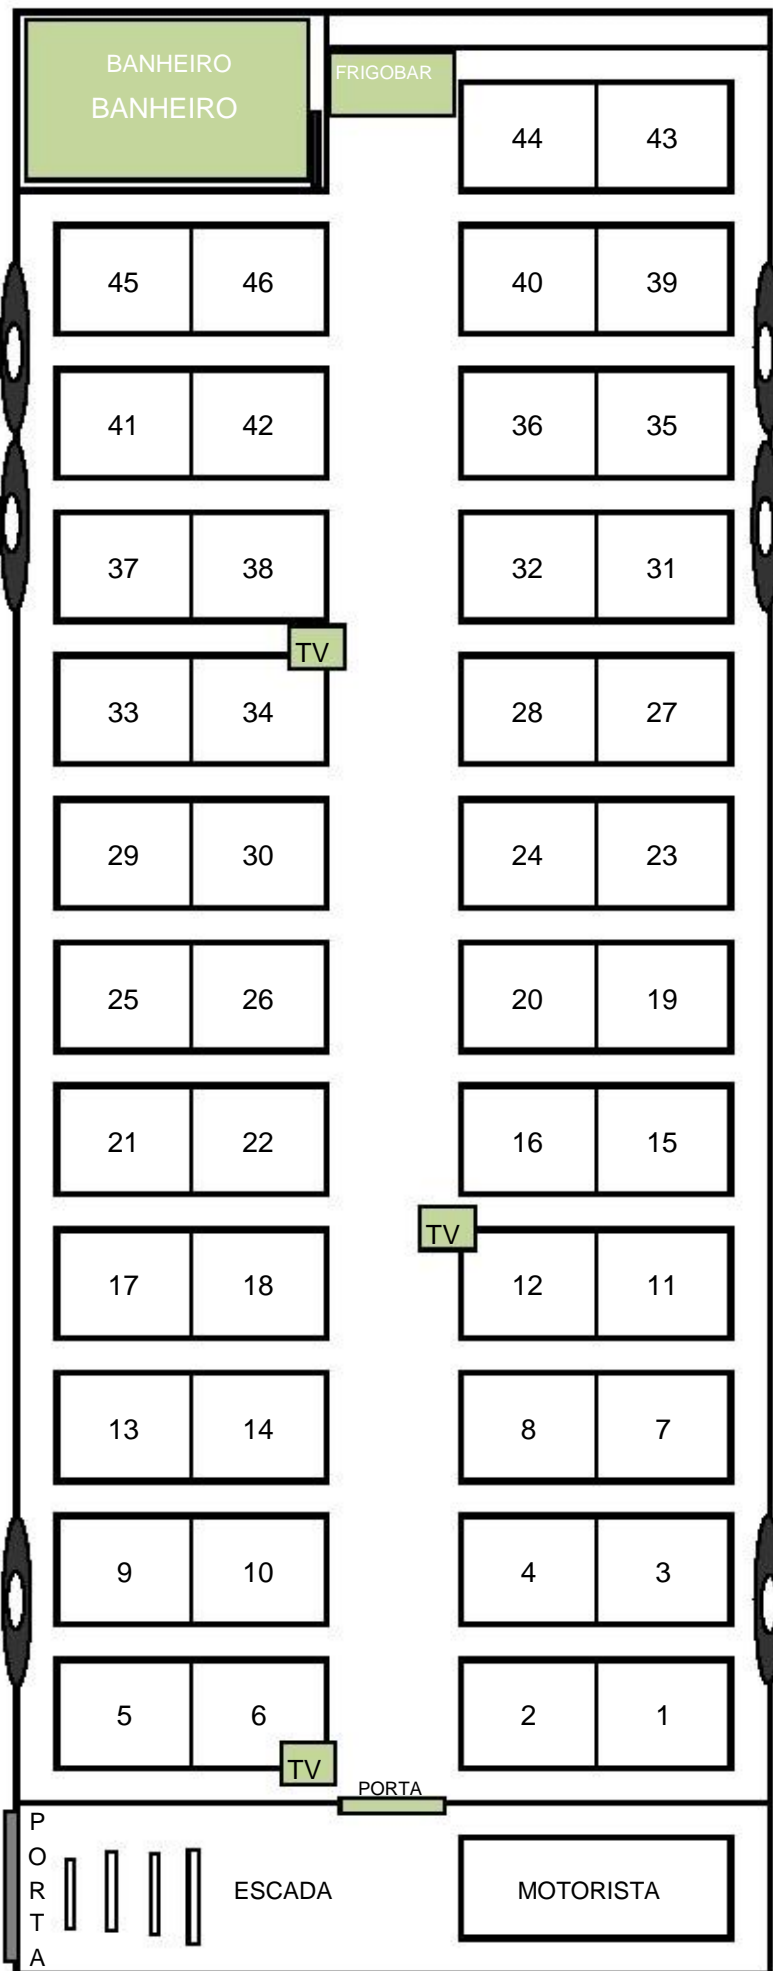 BANHEIRO
BANHEIRO
FRIGOBAR
44 43
45 46 40 39
41 42 36 35
37 38 32 31
TV
33 34 28 27
29 30 24 23
25 26 20 19
21 22 16 15
TV
17 18 12 11
13 14 8 7
9 10 4 3
5 6 2 1
TV
PORTA
PORTA
ESCADA MOTORISTA